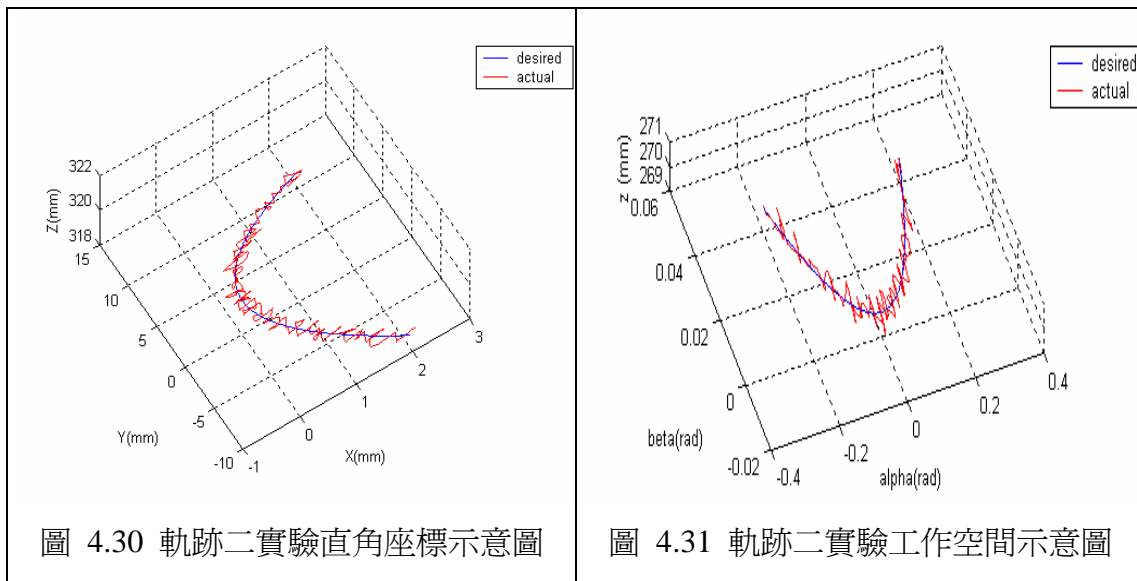 desired
actual
322
320
318
15
10
5
0
-5
-10
-1
0
1
2
3
Z(mm)
Y(mm)
X(mm)
圖 4.30 軌跡二實驗直角座標示意圖
desired
actual
271
270
269
0.06
0.04
0.02
0
-0.02
-0.4
-0.2
0
0.2
0.4
z (mm)
beta(rad)
alpha(rad)
圖 4.31 軌跡二實驗工作空間示意圖